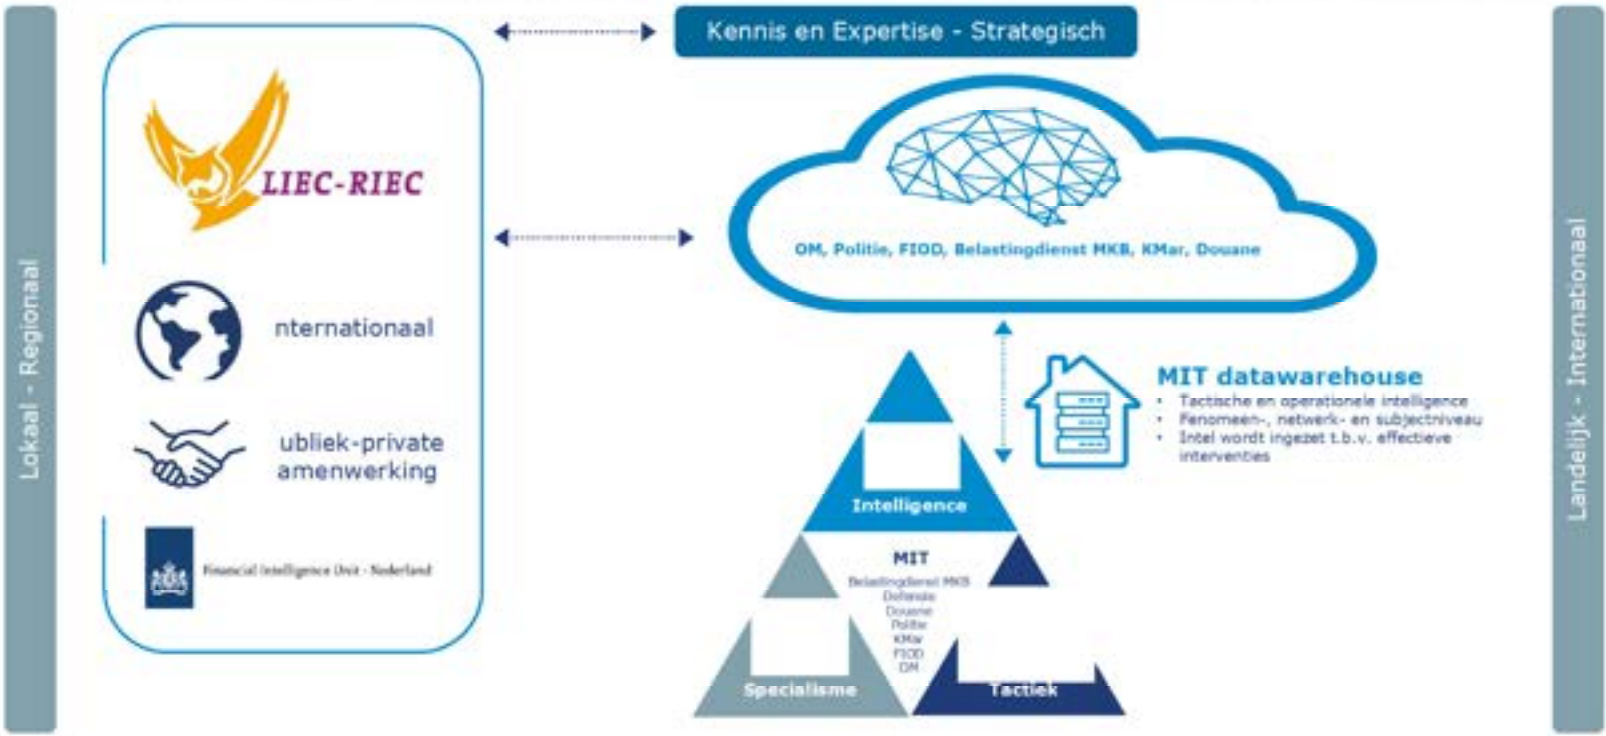 Kennis en Expertise - Strategisch
Lokaal - Regionaal
LIEC-RIEC
nternationaal
ubliek-private
amenwerking
Financial Intelligence Unit - Nederland
OM, Politie, FIOD, Belastingdienst MKB, KMar, Douane
MIT datawarehouse
• Tactische en operationele intelligence
• Fenomeen-, netwerk- en subjectniveau
• Intel wordt ingezet t.b.v. effectieve
interventies
Intelligence
MIT
Belastingdienst MKB
Defensie
Douane
Politie
KMar
FIOD
OM
Specialisme
Tactiek
Landelijk - Internationaal